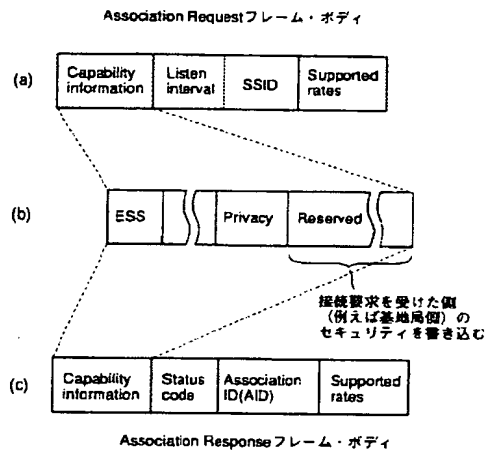 Association Requestフレーム・ボディ
(a)
Capability information
Listen interval
SSID
Supported rates
(b)
ESS
Privacy
Reserved
接続要求を受けた側
(例えば基地局側)の
セキュリティを書き込む
(c)
Capability information
Status code
Association ID(AID)
Supported rates
Association Responseフレーム・ボディ